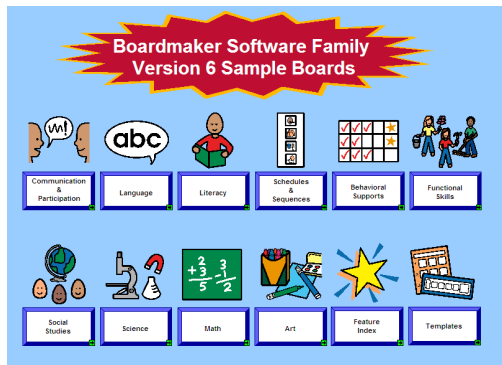 Boardmaker Software Family
Version 6 Sample Boards
m!
abc
Communication
&
Participation
Language
Literacy
Schedules
&
Sequences
Behavioral
Supports
Functional
Skills
2
+3
5
3
-1
2
Social
Studies
Science
Math
Art
Feature
Index
Templates